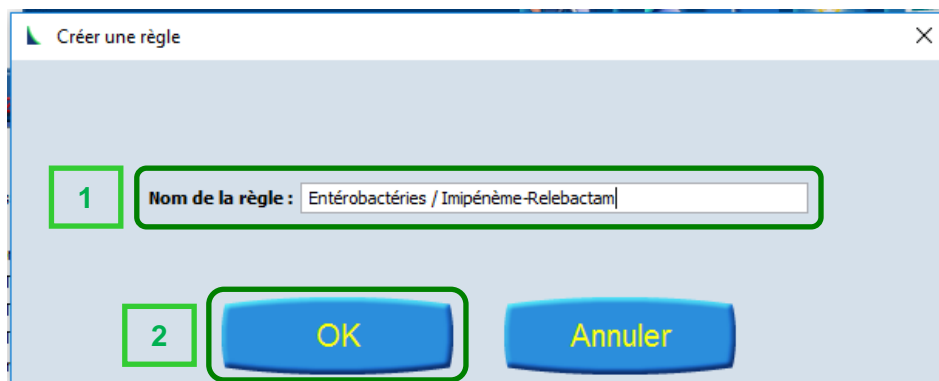 Créer une règle
1
Nom de la règle : Entérobactéries / Imipénème-Relebactam
2
OK
Annuler